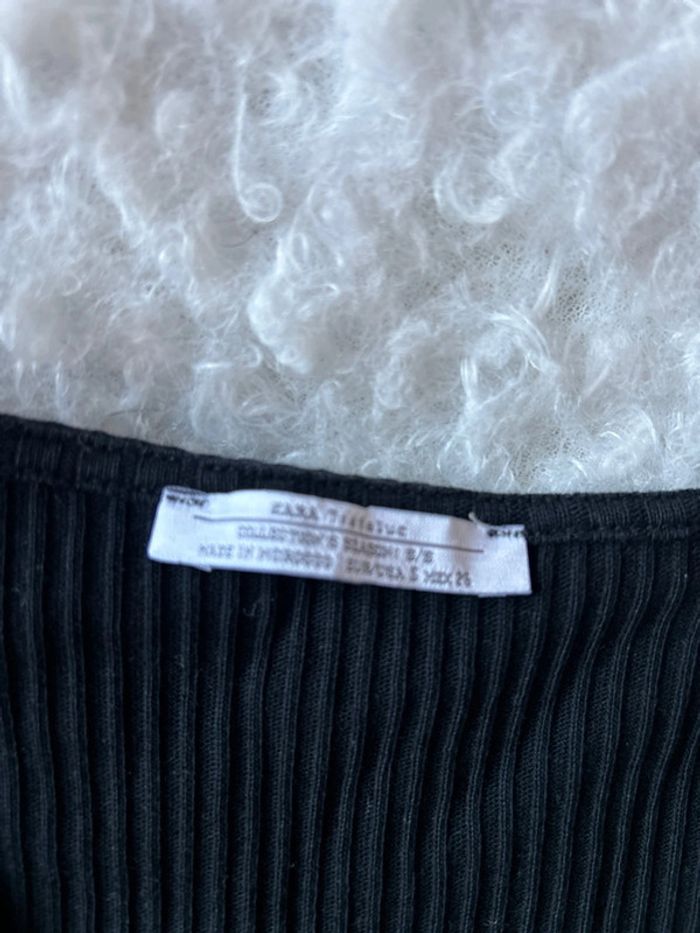 ZARA Trafaluc
COLLECTION'S SEASON: S/S
MADE IN MOROCCO EUR/USA S MEX 26